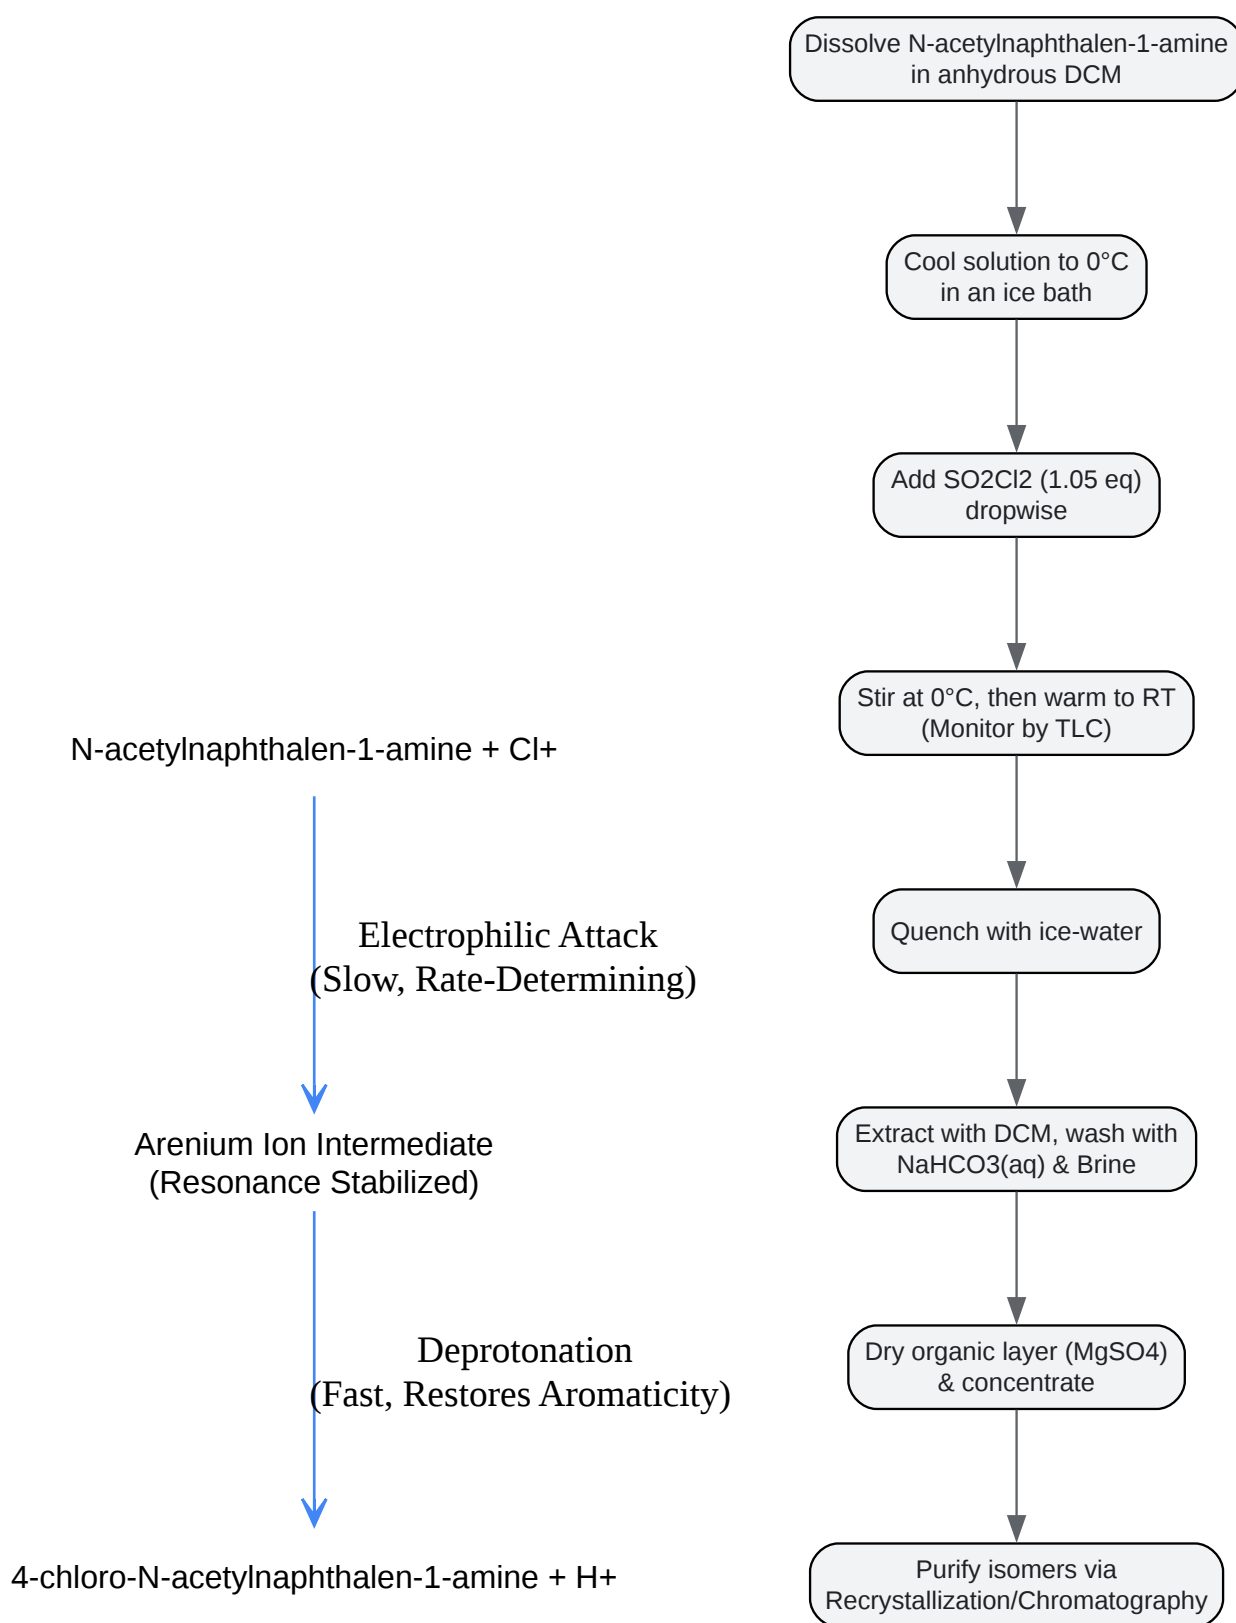 Dissolve N-acetylnaphthalen-1-amine
in anhydrous DCM
Cool solution to 0°C
in an ice bath
Add SO2Cl2 (1.05 eq)
dropwise
Stir at 0°C, then warm to RT
(Monitor by TLC)
Quench with ice-water
Extract with DCM, wash with
NaHCO3(aq) & Brine
Dry organic layer (MgSO4)
& concentrate
Purify isomers via
Recrystallization/Chromatography
N-acetylnaphthalen-1-amine + Cl+
Electrophilic Attack
(Slow, Rate-Determining)
Arenium Ion Intermediate
(Resonance Stabilized)
Deprotonation
(Fast, Restores Aromaticity)
4-chloro-N-acetylnaphthalen-1-amine + H+